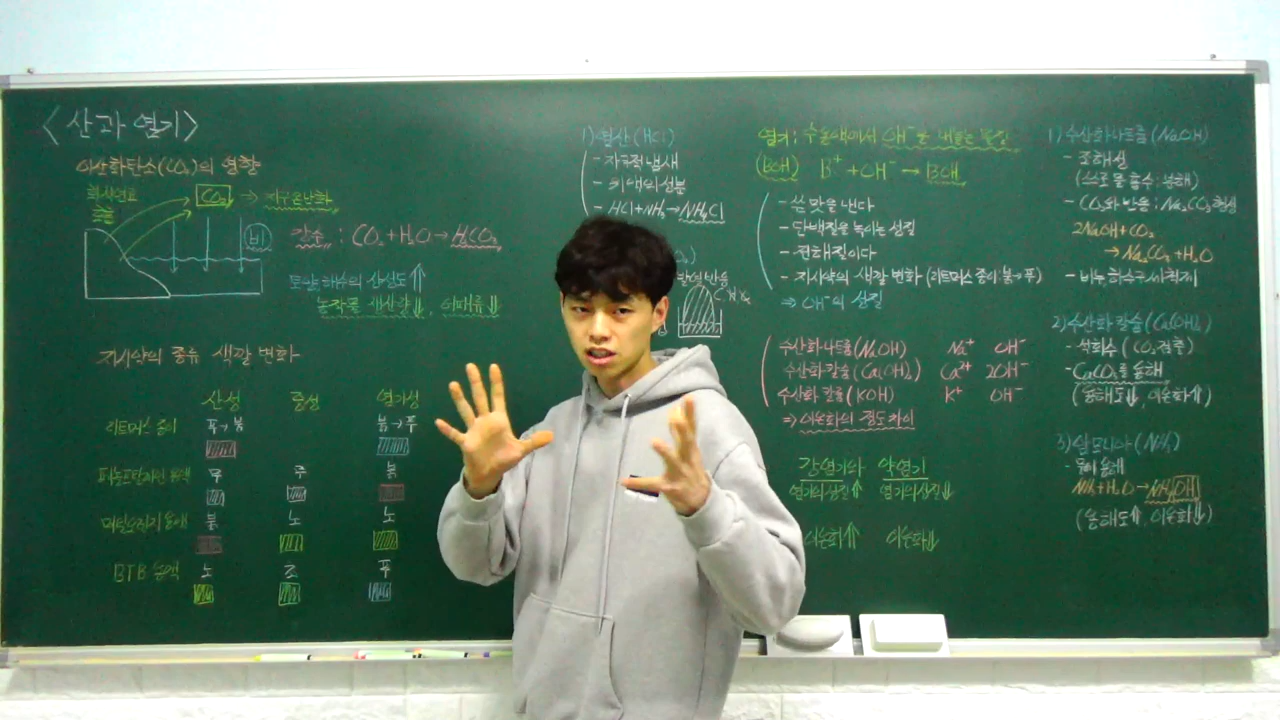 <산과 염기>
이산화탄소(CO₂)의 영향
화석연료
CO₂ → 지구온난화
비
탄산 : CO₂ + H₂O → H₂CO₃
토양, 해수의 산성도⇑
농작물 생산량↓, 어패류↓
지시약의 종류 색깔 변화
산성 중성 염기성
리트머스 종이 푸→붉 붉→푸
페놀프탈레인 용액 무 무 붉
메틸오렌지 용액 붉 노 노
BTB 용액 노 초 푸
1) 염산(HCl)
- 자극적 냄새
- 위액의 성분
- HCl + NH₃ → NH₄Cl
발열반응
염기 : 수용액에서 OH⁻을 내놓는 물질
(BOH) B⁺ + OH⁻ → BOH
- 쓴 맛을 낸다
- 단백질을 녹이는 성질
- 전해질이다
- 지시약의 색깔 변화 (리트머스 종이:붉→푸)
⇒ OH⁻의 성질
수산화나트륨(NaOH) Na⁺ OH⁻
수산화칼슘(Ca(OH)₂) Ca²⁺ 2OH⁻
수산화 칼륨(KOH) K⁺ OH⁻
⇒ 이온화의 정도 차이
강염기와 약염기
염기의 성질⇑ 염기의 성질⇓
이온화⇑ 이온화⇓
1) 수산화나트륨(NaOH)
- 조해성
(스스로 물 흡수:용해)
- CO₂와 반응 : Na₂CO₃ 형성
2NaOH + CO₂
→ Na₂CO₃ + H₂O
- 비누, 하수구 세척제
2) 수산화 칼슘(Ca(OH)₂)
- 석회수 (CO₂ 검출)
- CaCO₃를 용해
(용해도⇓, 이온화⇑)
3) 암모니아(NH₃)
- 물에 용해
NH₃ + H₂O → NH₄OH
(용해도⇑, 이온화⇓)